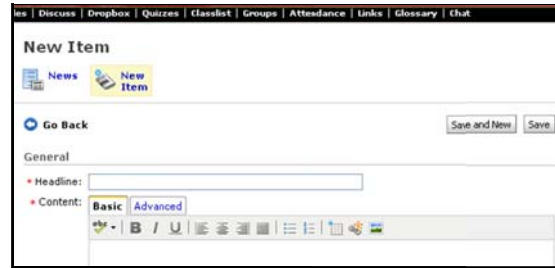 les | Discuss | Dropbox | Quizzes | Classlist | Groups | Attendance | Links | Glossary | Chat
New Item
News
New Item
Go Back
Save and New
Save
General
* Headline:
* Content:
Basic
Advanced
abc
B I U